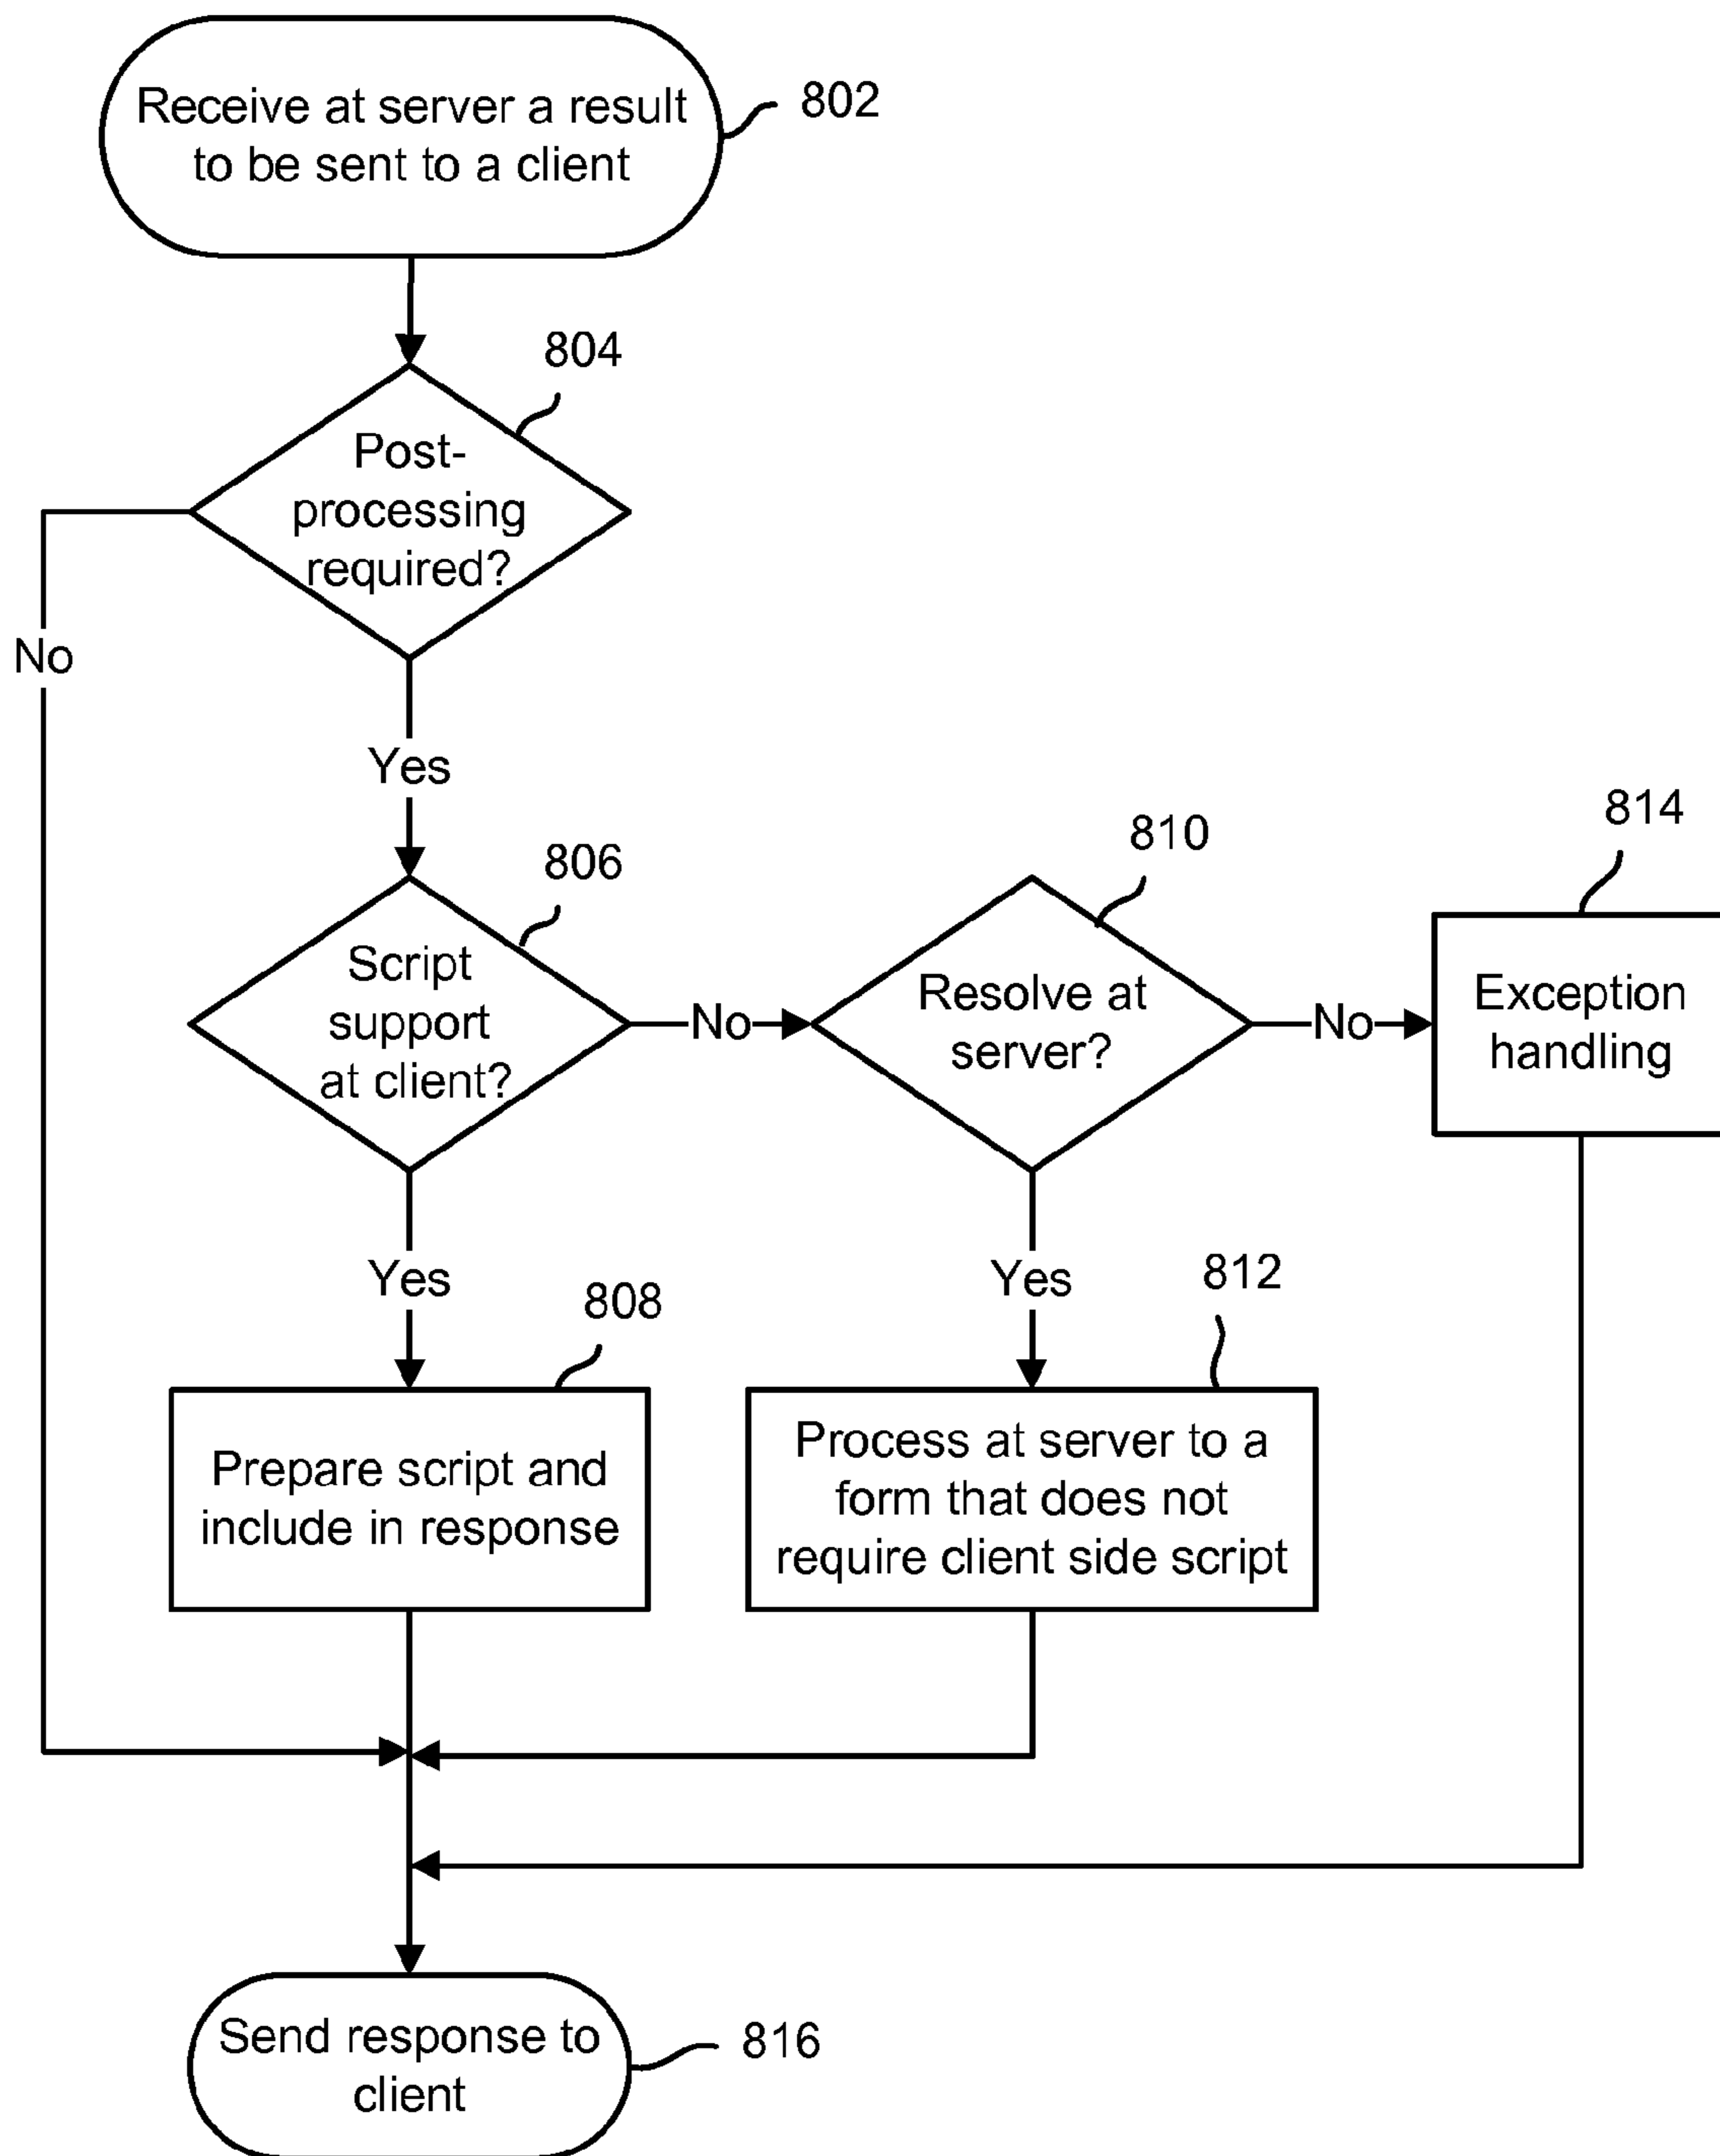 Receive at server a result
to be sent to a client
802
804
Post-
processing
required?
No
Yes
806
Script
support
at client?
No
810
Resolve at
server?
No
814
Exception
handling
Yes
Yes
808
Prepare script and
include in response
812
Process at server to a
form that does not
require client side script
Send response to
client
816